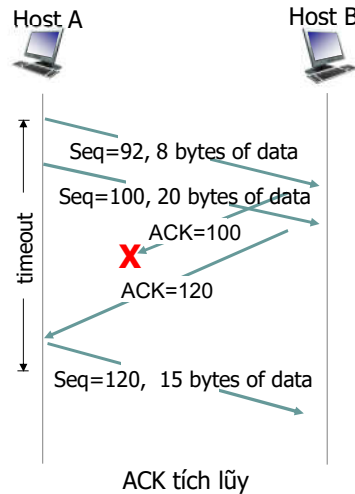 Host A
Host B
Seq=92, 8 bytes of data
Seq=100, 20 bytes of data
ACK=100
X
timeout
ACK=120
Seq=120, 15 bytes of data
ACK tích lũy